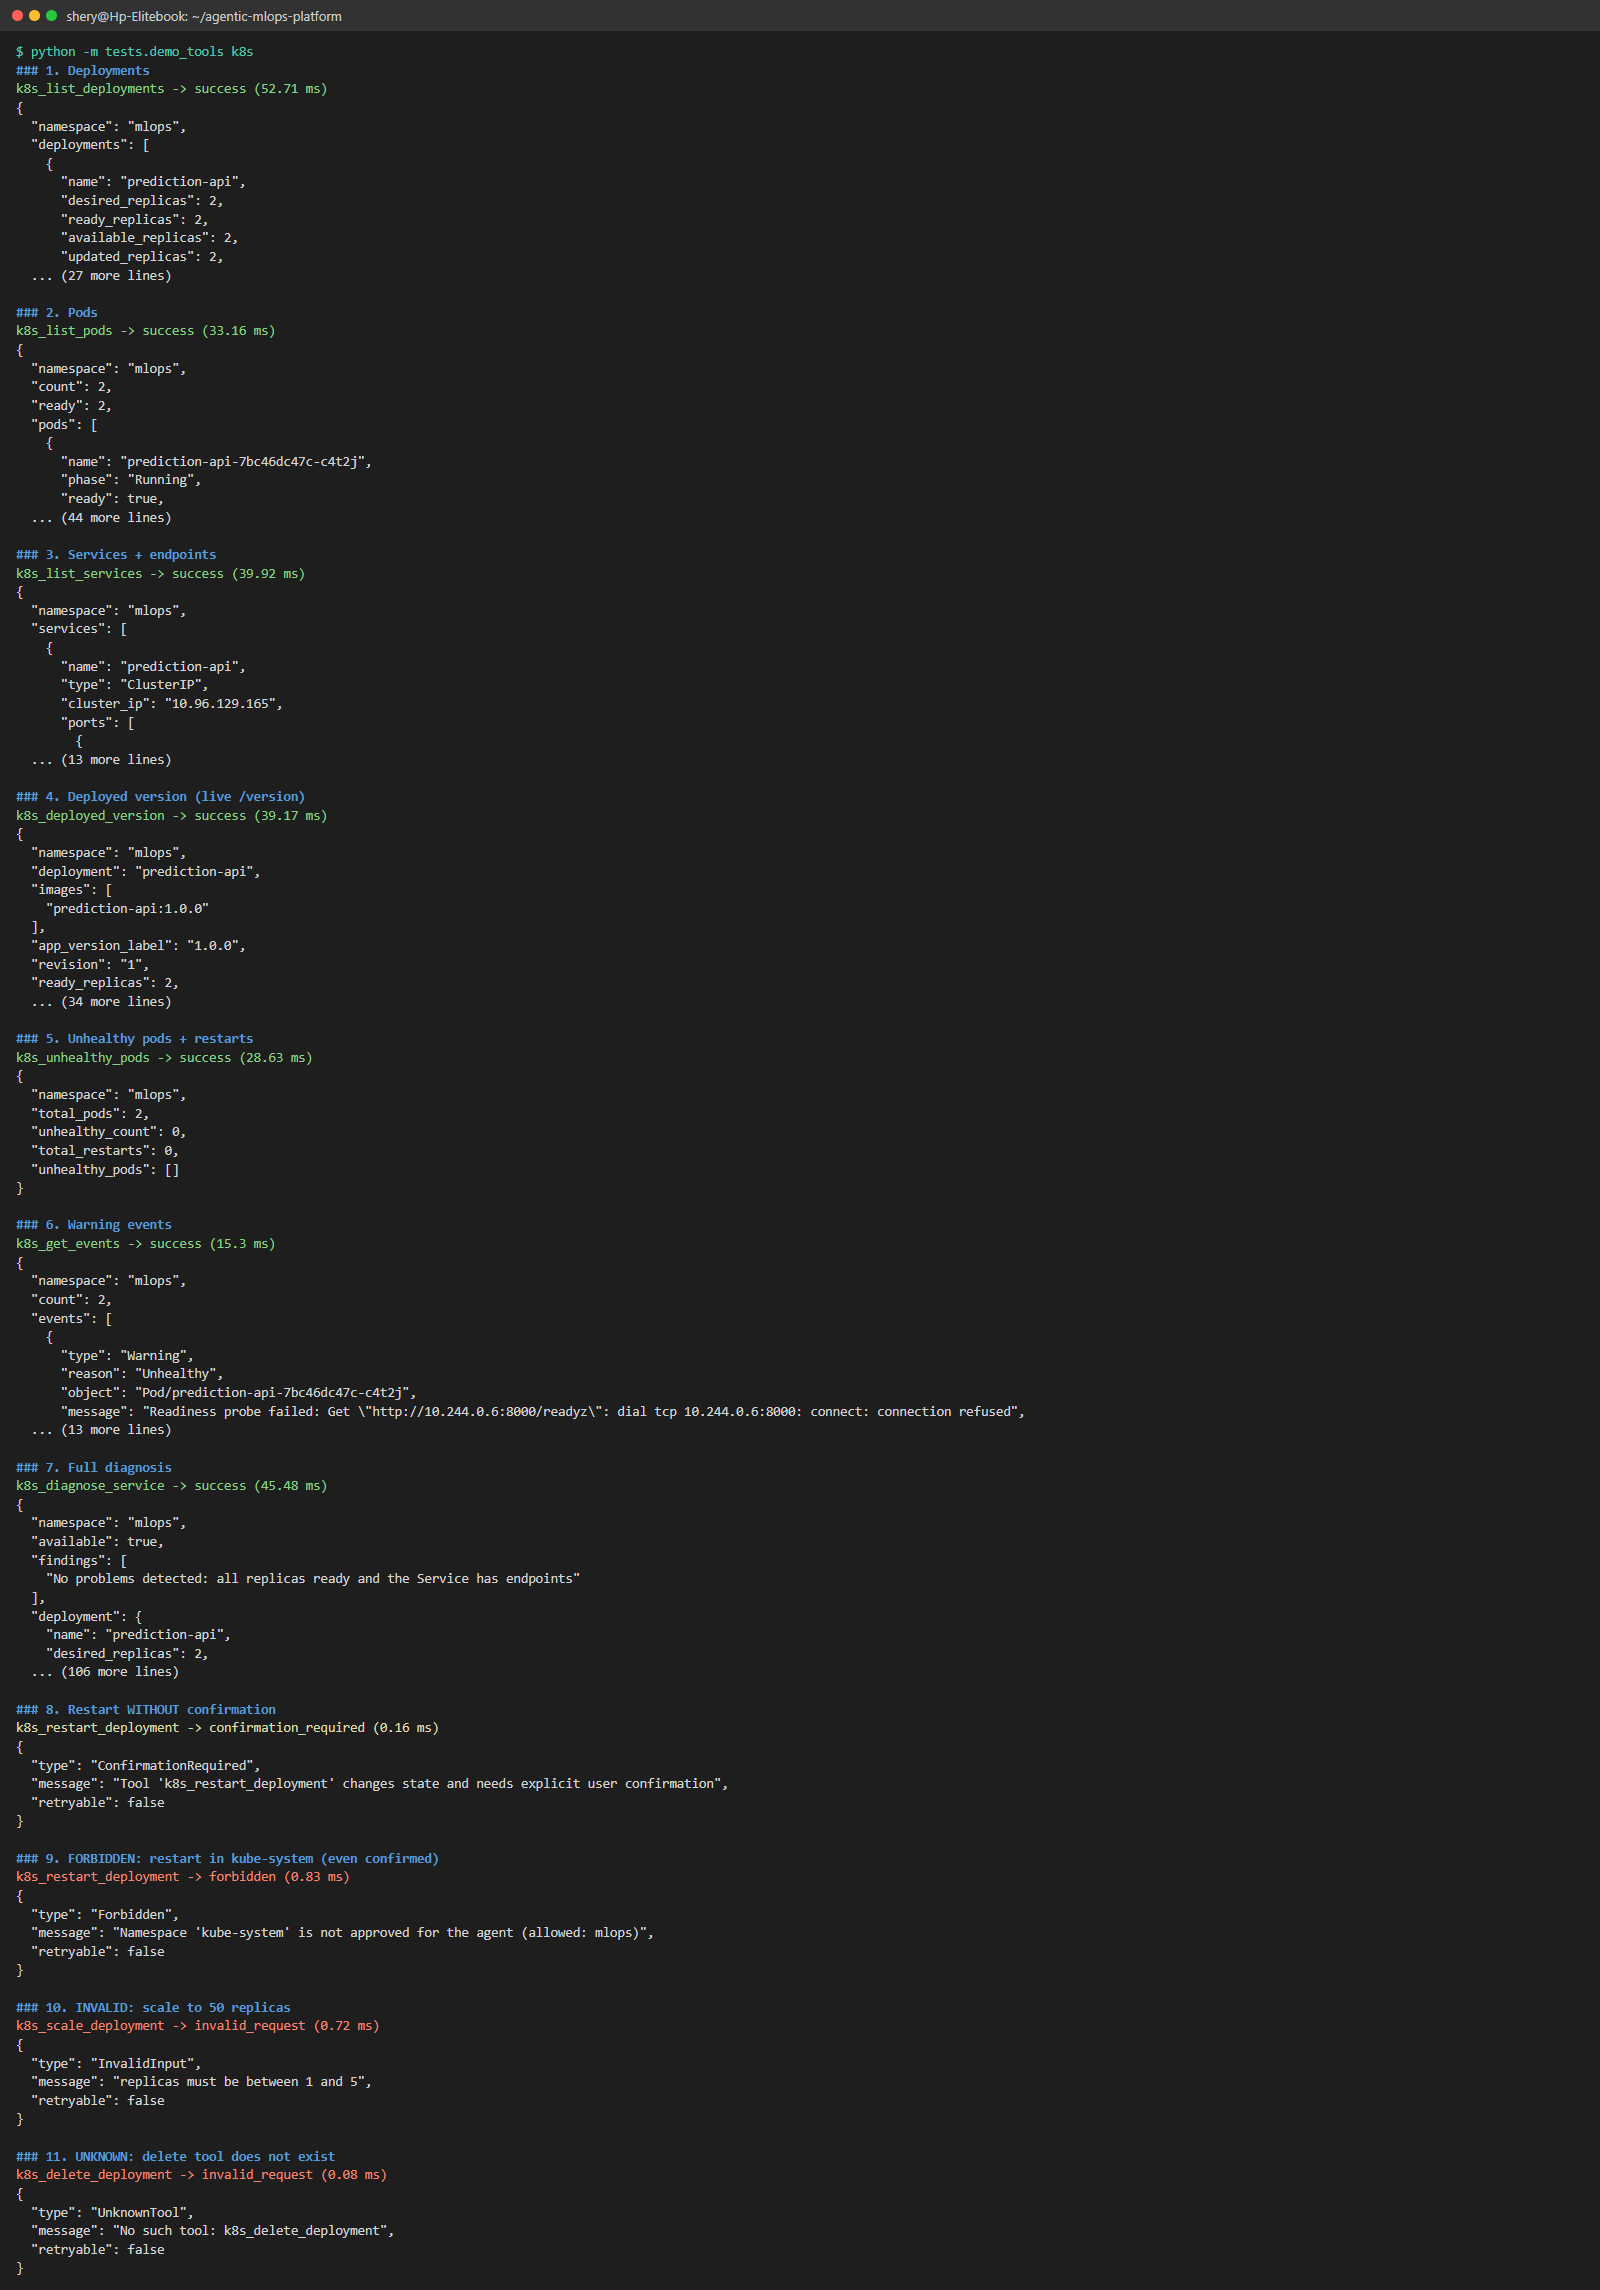 shery@Hp-Elitebook: ~/agentic-mlops-platform
$ python -m tests.demo_tools k8s
### 1. Deployments
k8s_list_deployments -> success (52.71 ms)
{
  "namespace": "mlops",
  "deployments": [
    {
      "name": "prediction-api",
      "desired_replicas": 2,
      "ready_replicas": 2,
      "available_replicas": 2,
      "updated_replicas": 2,
  ... (27 more lines)

### 2. Pods
k8s_list_pods -> success (33.16 ms)
{
  "namespace": "mlops",
  "count": 2,
  "ready": 2,
  "pods": [
    {
      "name": "prediction-api-7bc46dc47c-c4t2j",
      "phase": "Running",
      "ready": true,
  ... (44 more lines)

### 3. Services + endpoints
k8s_list_services -> success (39.92 ms)
{
  "namespace": "mlops",
  "services": [
    {
      "name": "prediction-api",
      "type": "ClusterIP",
      "cluster_ip": "10.96.129.165",
      "ports": [
        {
  ... (13 more lines)

### 4. Deployed version (live /version)
k8s_deployed_version -> success (39.17 ms)
{
  "namespace": "mlops",
  "deployment": "prediction-api",
  "images": [
    "prediction-api:1.0.0"
  ],
  "app_version_label": "1.0.0",
  "revision": "1",
  "ready_replicas": 2,
  ... (34 more lines)

### 5. Unhealthy pods + restarts
k8s_unhealthy_pods -> success (28.63 ms)
{
  "namespace": "mlops",
  "total_pods": 2,
  "unhealthy_count": 0,
  "total_restarts": 0,
  "unhealthy_pods": []
}

### 6. Warning events
k8s_get_events -> success (15.3 ms)
{
  "namespace": "mlops",
  "count": 2,
  "events": [
    {
      "type": "Warning",
      "reason": "Unhealthy",
      "object": "Pod/prediction-api-7bc46dc47c-c4t2j",
      "message": "Readiness probe failed: Get \"http://10.244.0.6:8000/readyz\": dial tcp 10.244.0.6:8000: connect: connection refused",
  ... (13 more lines)

### 7. Full diagnosis
k8s_diagnose_service -> success (45.48 ms)
{
  "namespace": "mlops",
  "available": true,
  "findings": [
    "No problems detected: all replicas ready and the Service has endpoints"
  ],
  "deployment": {
    "name": "prediction-api",
    "desired_replicas": 2,
  ... (106 more lines)

### 8. Restart WITHOUT confirmation
k8s_restart_deployment -> confirmation_required (0.16 ms)
{
  "type": "ConfirmationRequired",
  "message": "Tool 'k8s_restart_deployment' changes state and needs explicit user confirmation",
  "retryable": false
}

### 9. FORBIDDEN: restart in kube-system (even confirmed)
k8s_restart_deployment -> forbidden (0.83 ms)
{
  "type": "Forbidden",
  "message": "Namespace 'kube-system' is not approved for the agent (allowed: mlops)",
  "retryable": false
}

### 10. INVALID: scale to 50 replicas
k8s_scale_deployment -> invalid_request (0.72 ms)
{
  "type": "InvalidInput",
  "message": "replicas must be between 1 and 5",
  "retryable": false
}

### 11. UNKNOWN: delete tool does not exist
k8s_delete_deployment -> invalid_request (0.08 ms)
{
  "type": "UnknownTool",
  "message": "No such tool: k8s_delete_deployment",
  "retryable": false
}